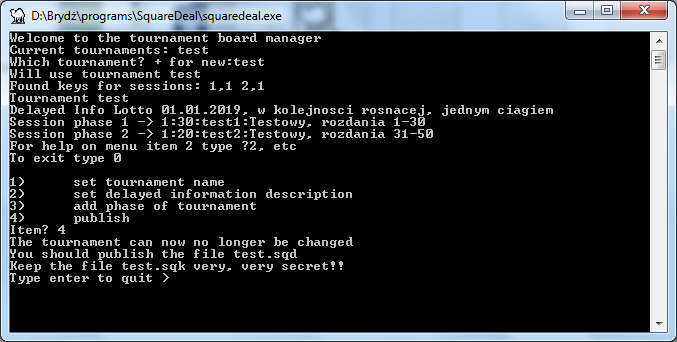 D:\Brydż\programs\SquareDeal\squaredeal.exe
Welcome to the tournament board manager
Current tournaments: test
Which tournament? + for new:test
Will use tournament test
Found keys for sessions: 1,1 2,1
Tournament test
Delayed Info Lotto 01.01.2019, w kolejnosci rosnacej, jednym ciagiem
Session phase 1 -> 1:30:test1:Testowy, rozdania 1-30
Session phase 2 -> 1:20:test2:Testowy, rozdania 31-50
For help on menu item 2 type ?2, etc
To exit type 0
1) set tournament name
2) set delayed information description
3) add phase of tournament
4) publish
Item? 4
The tournament can now no longer be changed
You should publish the file test.sqd
Keep the file test.sqk very, very secret!!
Type enter to quit >